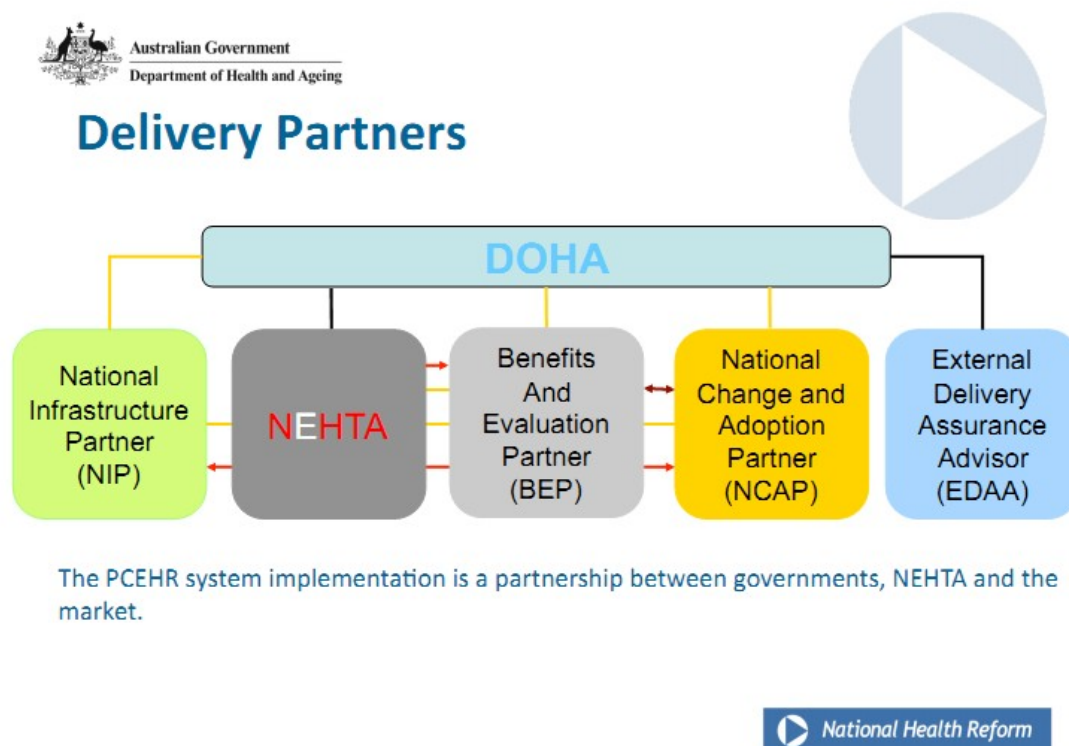 Australian Government
Department of Health and Ageing
Delivery Partners
DOHA
National
Infrastructure
Partner
(NIP)
NEHTA
Benefits
And
Evaluation
Partner
(BEP)
National
Change and
Adoption
Partner
(NCAP)
External
Delivery
Assurance
Advisor
(EDAA)
The PCEHR system implementation is a partnership between governments, NEHTA and the
market.
National Health Reform